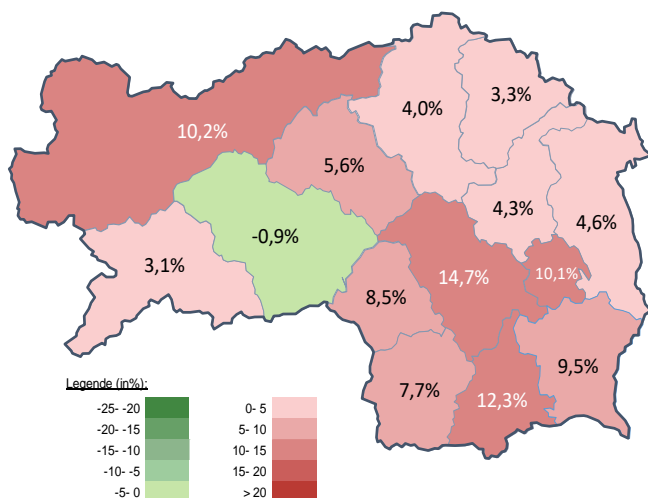 4,0%
3,3%
10,2%
5,6%
4,3%
4,6%
-0,9%
3,1%
14,7%
10,1%
8,5%
9,5%
7,7%
12,3%
Legende (in%):
-25- -20 0- 5
-20- -15 5- 10
-15- -10 10- 15
-10- -5 15- 20
-5- 0 > 20